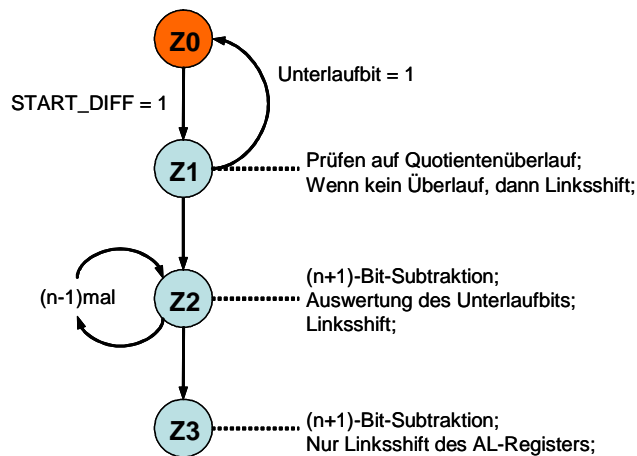 Z0
Unterlaufbit = 1
START_DIFF = 1
Z1
Prüfen auf Quotientenüberlauf;
Wenn kein Überlauf, dann Linksshift;
(n-1)mal
Z2
(n+1)-Bit-Subtraktion;
Auswertung des Unterlaufbits;
Linksshift;
Z3
(n+1)-Bit-Subtraktion;
Nur Linksshift des AL-Registers;